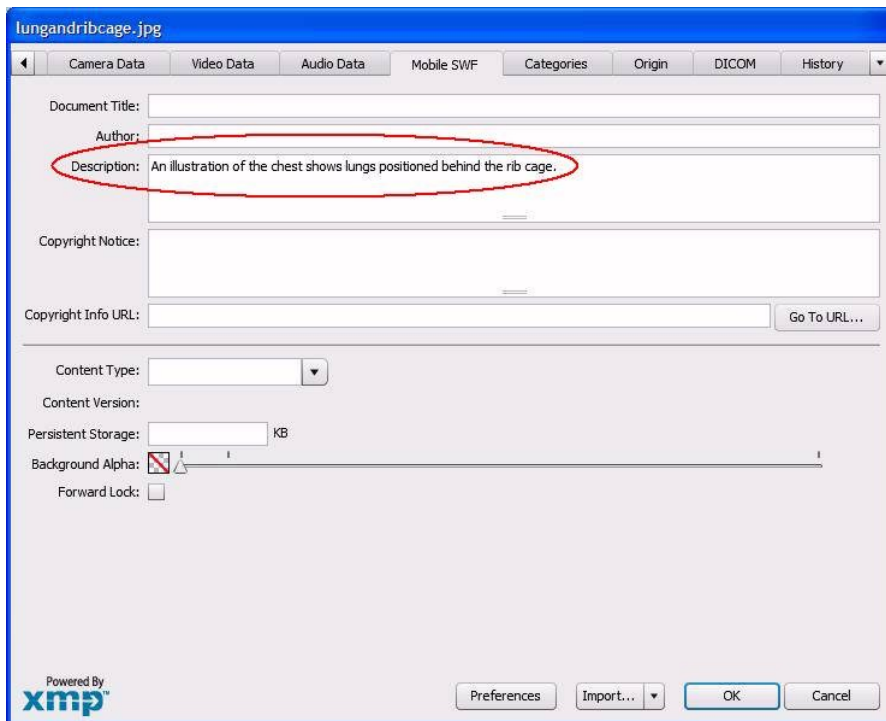 lungandribcage.jpg
Camera Data Video Data Audio Data Mobile SWF Categories Origin DICOM History
Document Title:
Author:
Description: An illustration of the chest shows lungs positioned behind the rib cage.
Copyright Notice:
Copyright Info URL: Go To URL...
Content Type:
Content Version:
Persistent Storage: KB
Background Alpha:
Forward Lock:
Powered By
xmp™
Preferences Import... OK Cancel